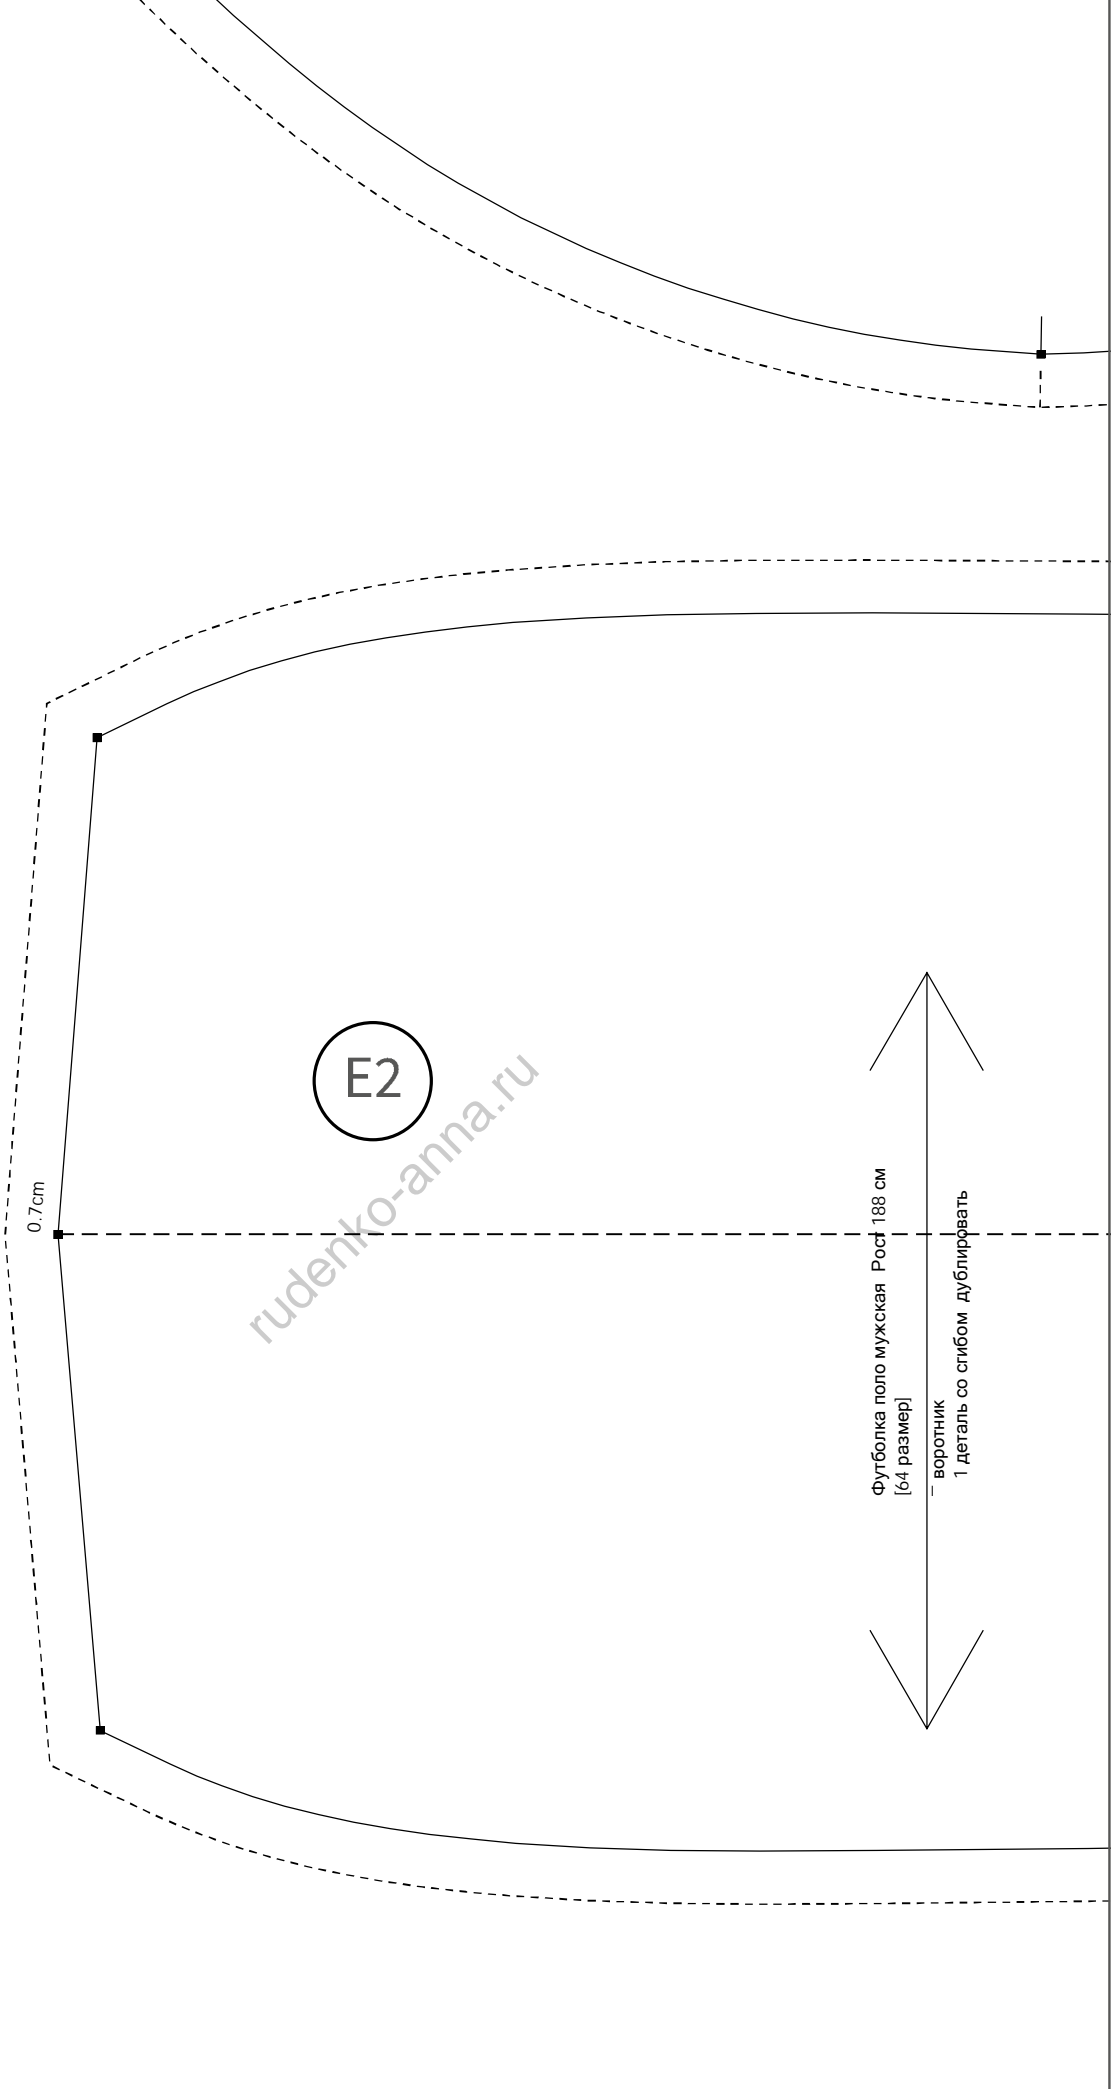 0.7cm
E2
rudenko-anna.ru
Футболка поло мужская Рост 188 см
[64 размер]
– воротник
1 деталь со сгибом дублировать